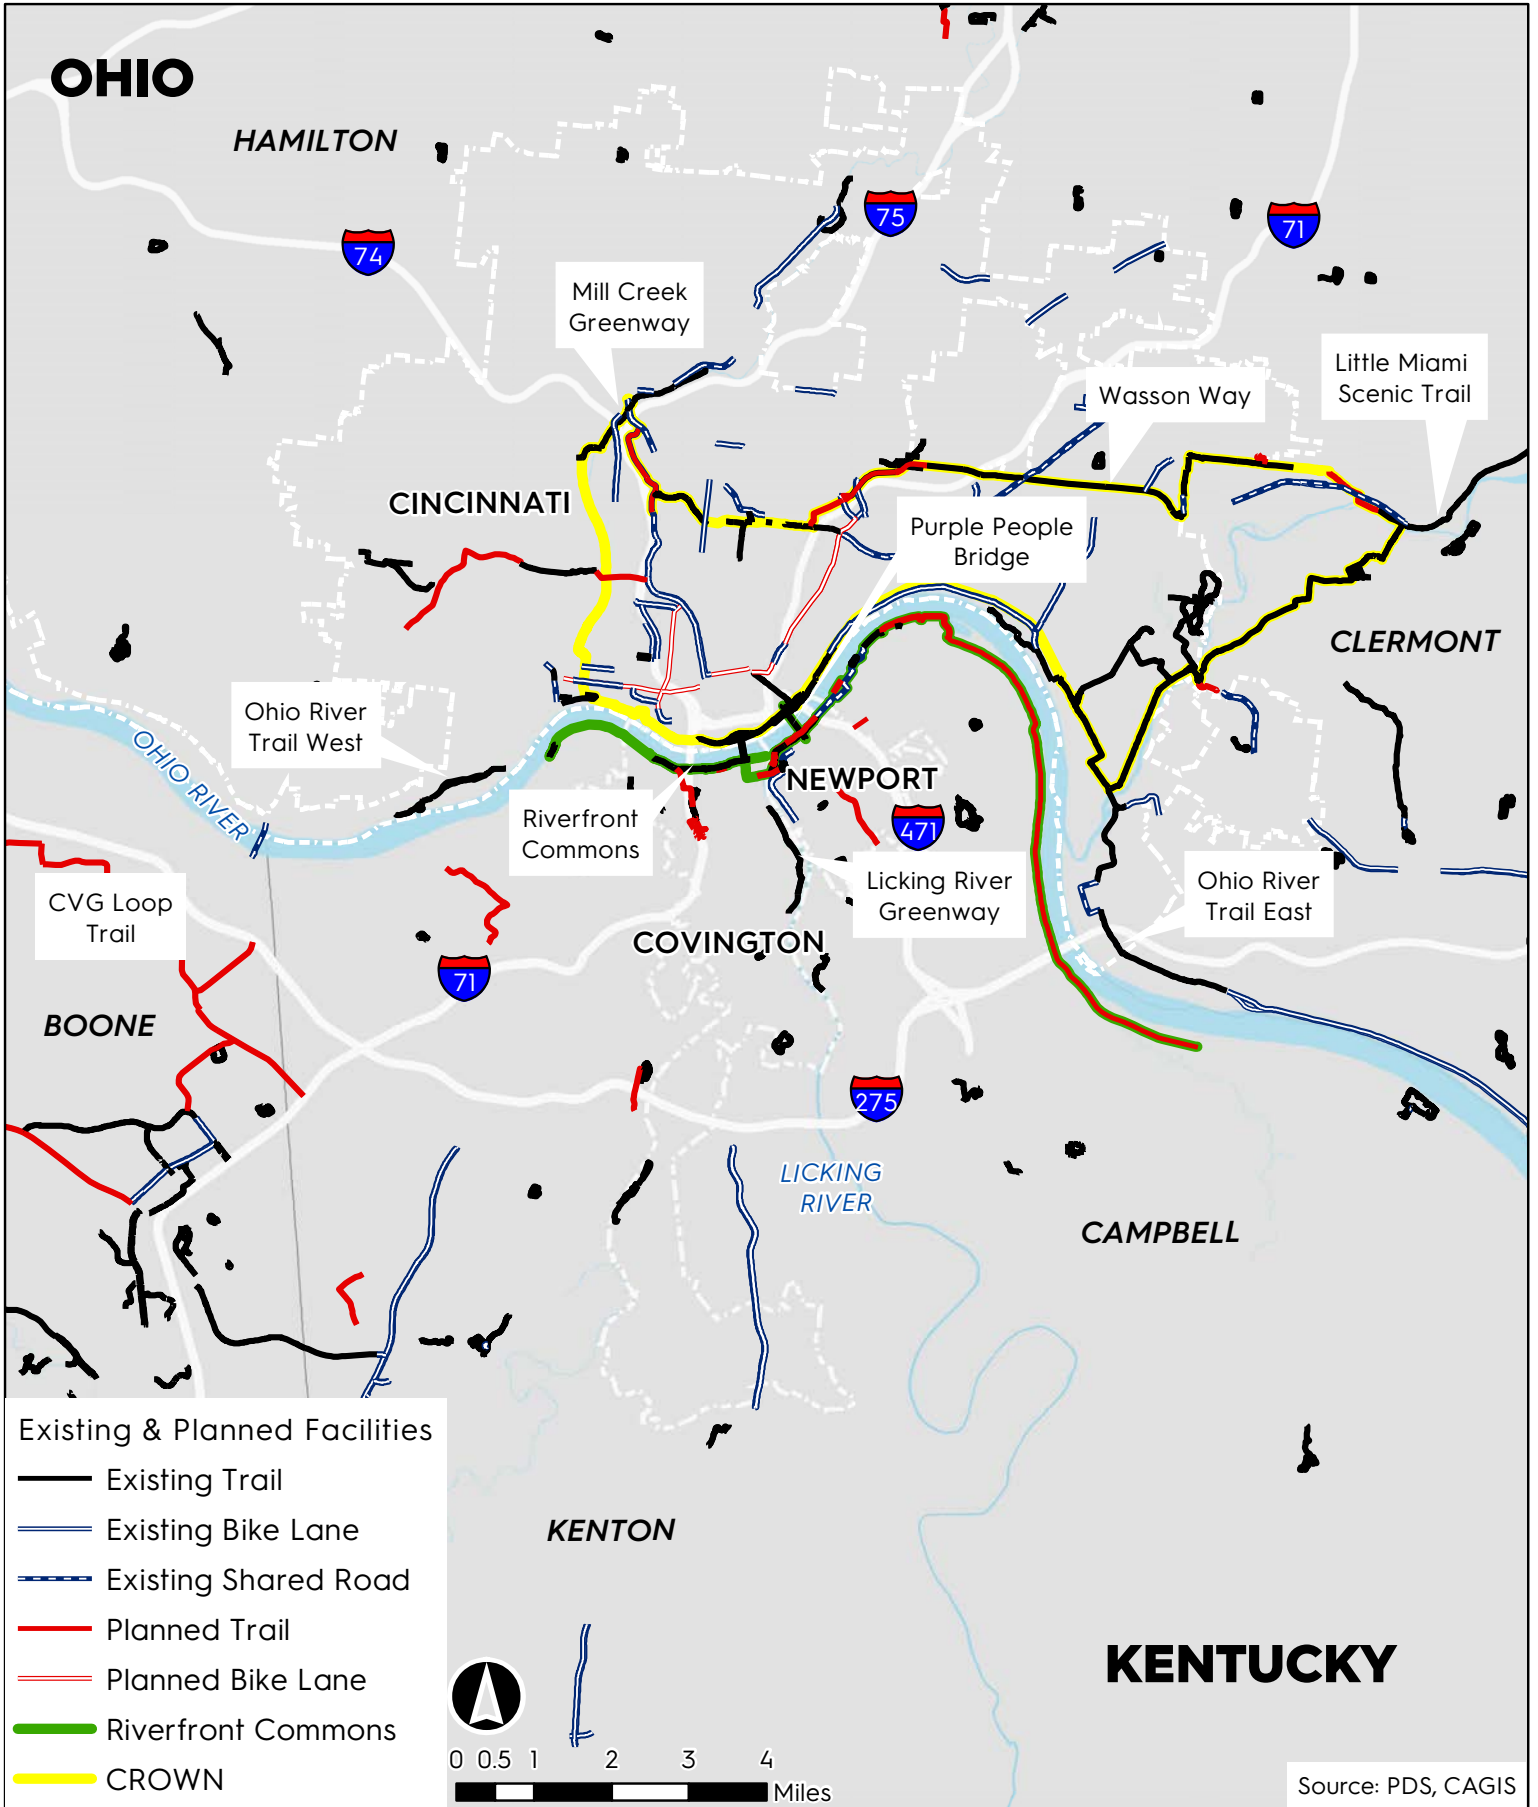 OHIO
HAMILTON
75
71
74
Mill Creek
Greenway
Little Miami
Scenic Trail
Wasson Way
CINCINNATI
Purple People
Bridge
CLERMONT
Ohio River
Trail West
OHIO RIVER
NEWPORT
Riverfront
Commons
471
CVG Loop
Trail
Licking River
Greenway
Ohio River
Trail East
COVINGTON
71
BOONE
275
LICKING
RIVER
CAMPBELL
Existing & Planned Facilities
Existing Trail
Existing Bike Lane
Existing Shared Road
Planned Trail
Planned Bike Lane
Riverfront Commons
CROWN
KENTON
KENTUCKY
0 0.5 1 2 3 4
Miles
Source: PDS, CAGIS